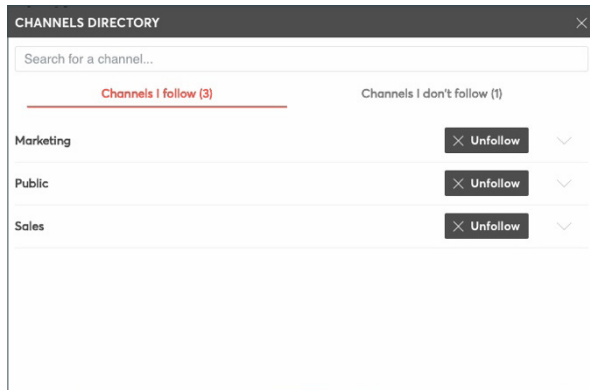 CHANNELS DIRECTORY
Search for a channel...
Channels I follow (3)
Channels I don't follow (1)
Marketing
Unfollow
Public
Unfollow
Sales
Unfollow